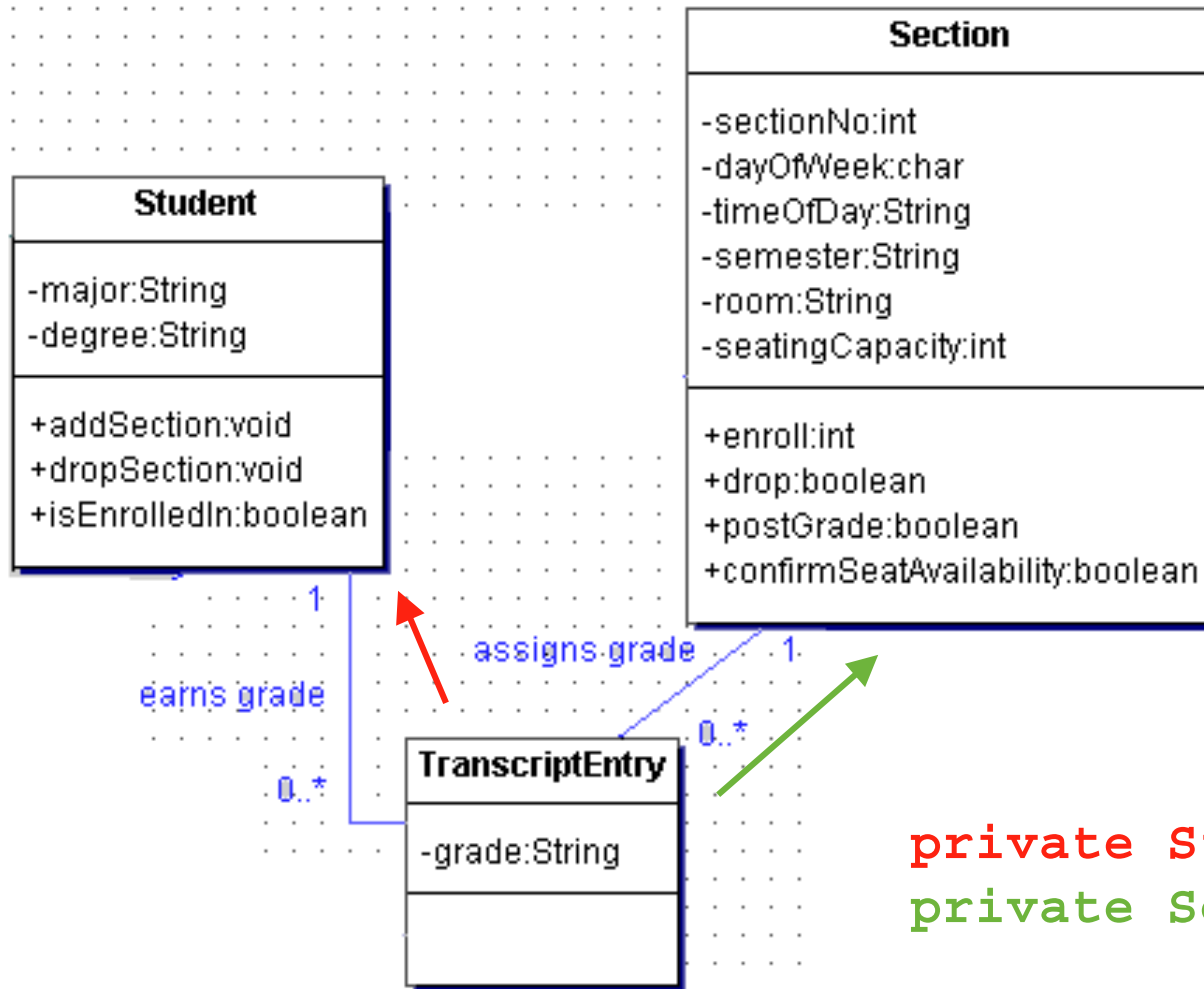 Section
-sectionNo:int
-dayOfWeek:char
-timeOfDay:String
-semester:String
-room:String
-seatingCapacity:int
+enroll:int
+drop:boolean
+postGrade:boolean
+confirmSeatAvailability:boolean
Student
-major:String
-degree:String
+addSection:void
+dropSection:void
+isEnrolledIn:boolean
1
assigns grade
1
earns grade
0..*
0..*
TranscriptEntry
-grade:String
private
private